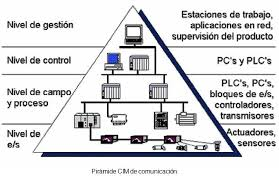 Nivel de gestión
Estaciones de trabajo,
aplicaciones en red,
supervisión del producto
Nivel de control
PC's y PLC's
Nivel de campo
y proceso
PLC's, PC's,
bloques de e/s,
controladores,
transmisores
Nivel de
e/s
Actuadores,
sensores
Pirámide CIM de comunicación